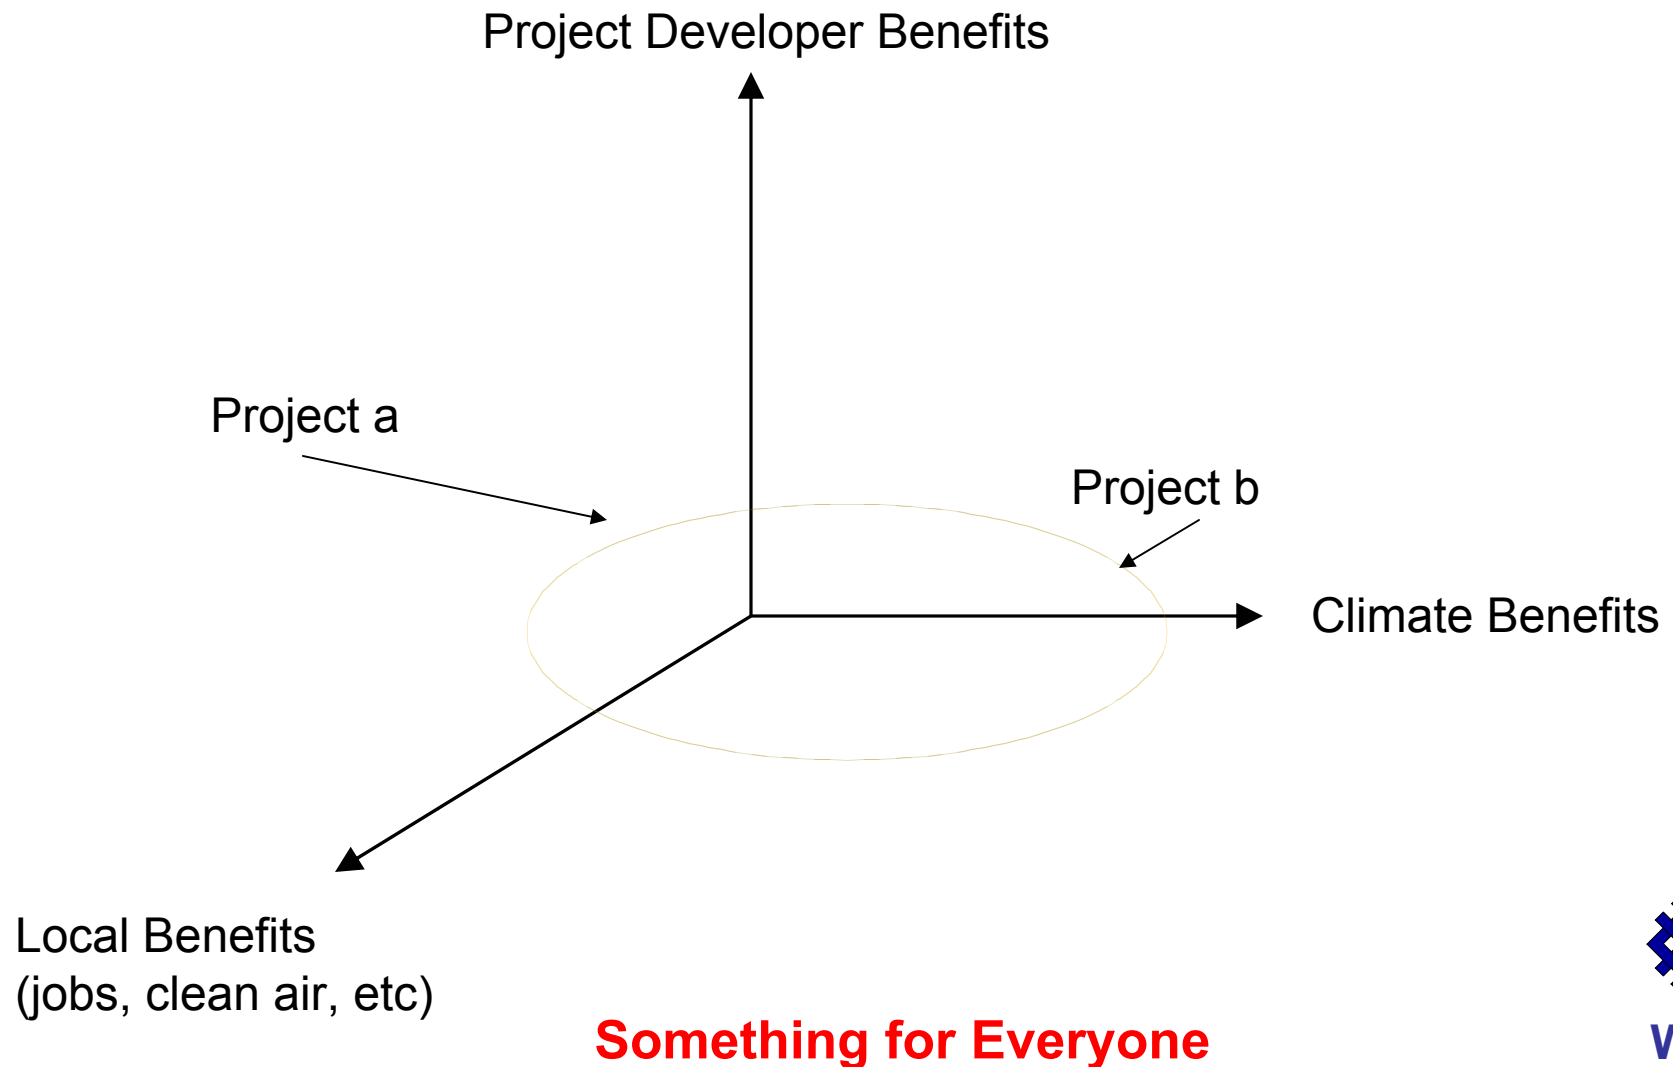 Project Developer Benefits
Project a
Project b
Climate Benefits
Local Benefits
(jobs, clean air, etc)
Something for Everyone